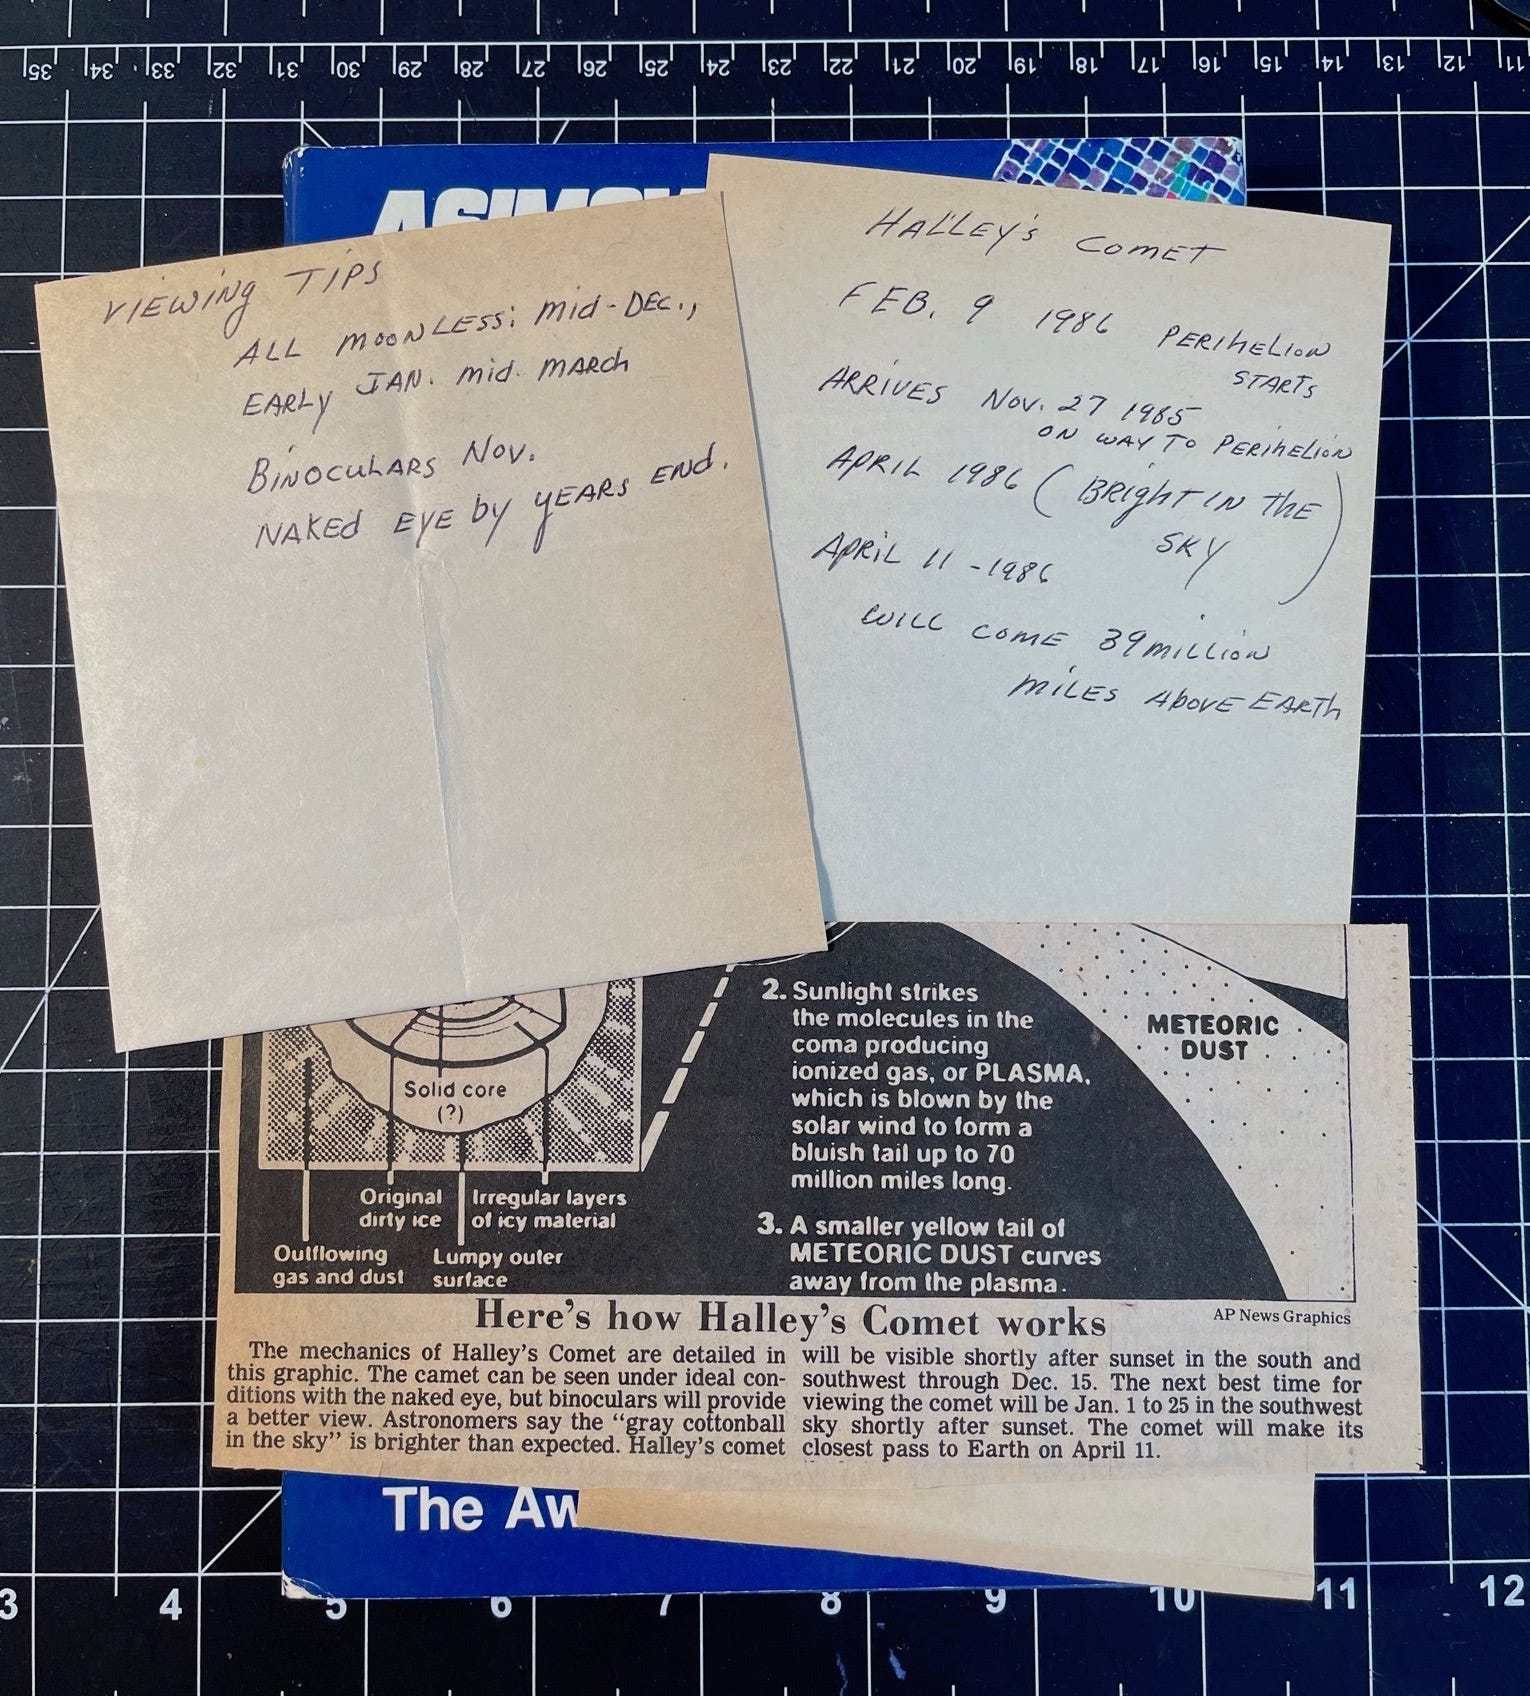 35 34 33 32 31 30 29 28 27 26 25 24 23 22 21 20 19 18 17 16 15 14 13 12 11
VIEWING TIPS
ALL MOONLESS: mid-DEC.,
EARLY JAN. mid. MARCH
BINOCULARS NOV.
NAKED EYE by YEARS END.
HALLEY'S COMET
FEB. 9 1986 PERIHELION
STARTS
ARRIVES NOV. 27 1985
ON WAY TO PERIHELION
APRIL 1986 (BRIGHT IN THE
SKY)
APRIL 11 - 1986
WILL COME 39 MILLION
MILES ABOVE EARTH
Solid core
(?)
Original
dirty ice
Irregular layers
of icy material
Outflowing
gas and dust
Lumpy outer
surface
2. Sunlight strikes
the molecules in the
coma producing
ionized gas, or PLASMA,
which is blown by the
solar wind to form a
bluish tail up to 70
million miles long.
3. A smaller yellow tail of
METEORIC DUST curves
away from the plasma.
METEORIC
DUST
Here's how Halley's Comet works
AP News Graphics
The mechanics of Halley's Comet are detailed in
this graphic. The camet can be seen under ideal con-
ditions with the naked eye, but binoculars will provide
a better view. Astronomers say the "gray cottonball
in the sky" is brighter than expected. Halley's comet
will be visible shortly after sunset in the south and
southwest through Dec. 15. The next best time for
viewing the comet will be Jan. 1 to 25 in the southwest
sky shortly after sunset. The comet will make its
closest pass to Earth on April 11.
The
3 4 5 6 7 8 9 10 11 12